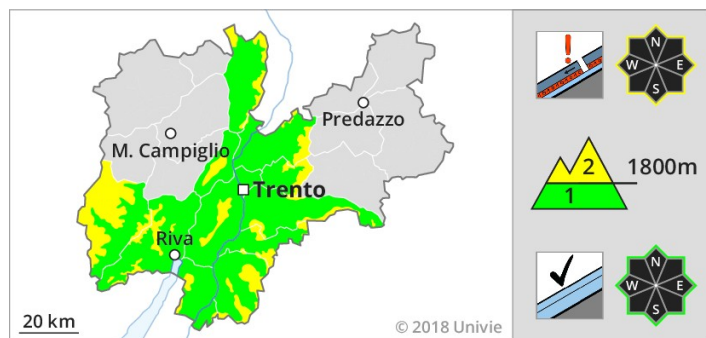 M. Campiglio
Predazzo
Trento
Riva
20 km
© 2018 Univie
N
W E
S
2 1800m
1
N
W E
S